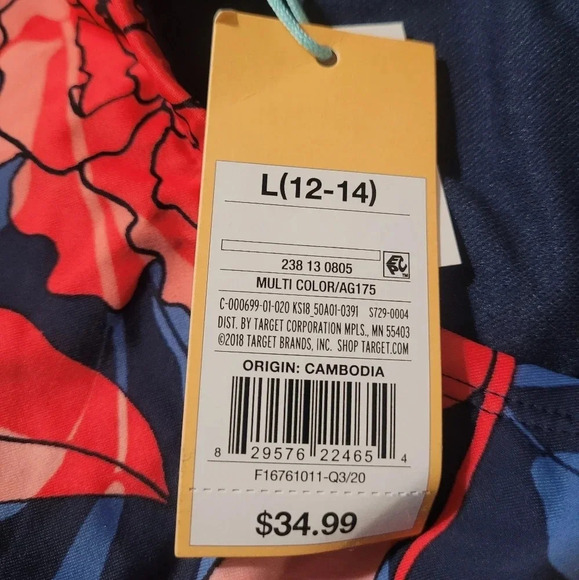 L(12-14)
238 13 0805
MULTI COLOR/AG175
C-000699-01-020 KS18_50A01-0391 S729-0004
DIST. BY TARGET CORPORATION MPLS., MN 55403
©2018 TARGET BRANDS, INC. SHOP TARGET.COM
ORIGIN: CAMBODIA
8 29576 22465 4
F16761011-Q3/20
$34.99